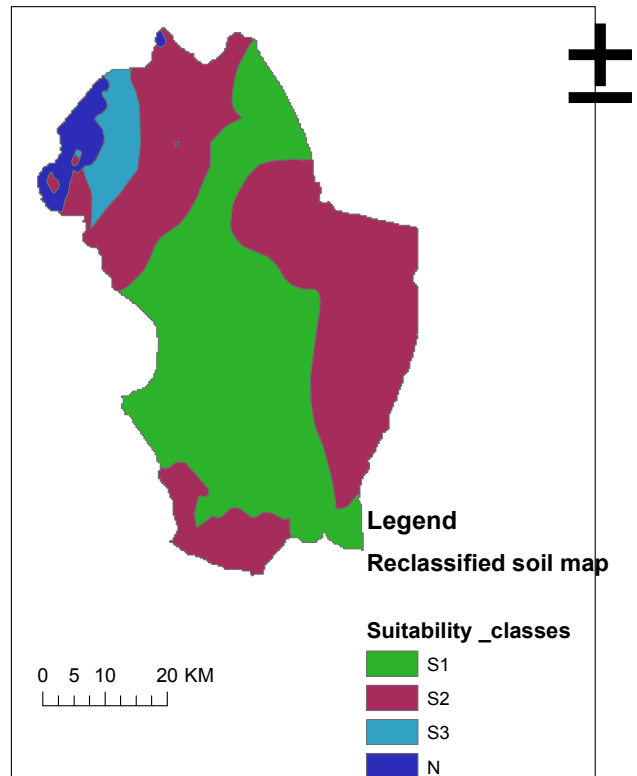 Legend
Reclassified soil map
Suitability _classes
S1
S2
S3
N
0 5 10 20 KM